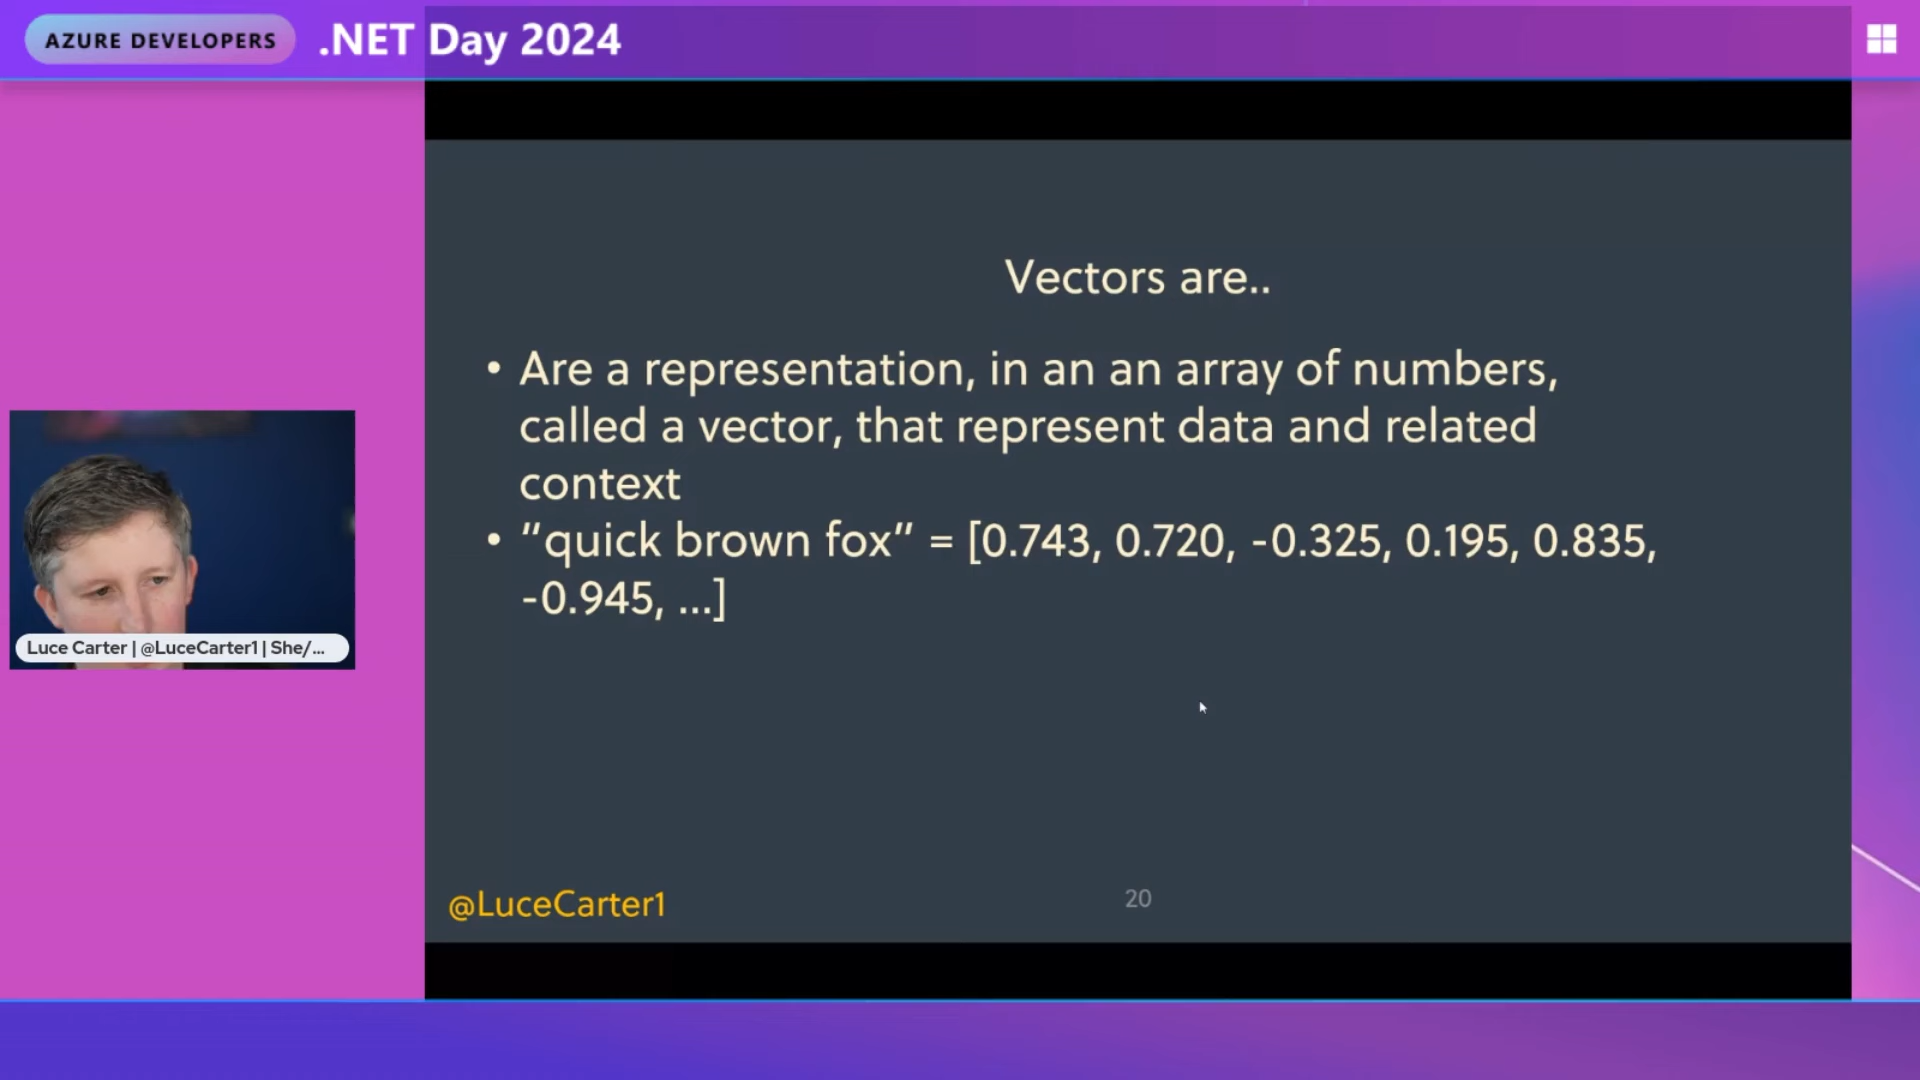 AZURE DEVELOPERS
.NET Day 2024
Vectors are..
• Are a representation, in an an array of numbers,
called a vector, that represent data and related
context
• “quick brown fox” = [0.743, 0.720, -0.325, 0.195, 0.835,
-0.945, ...]
Luce Carter | @LuceCarter1 | She/...
@LuceCarter1
20